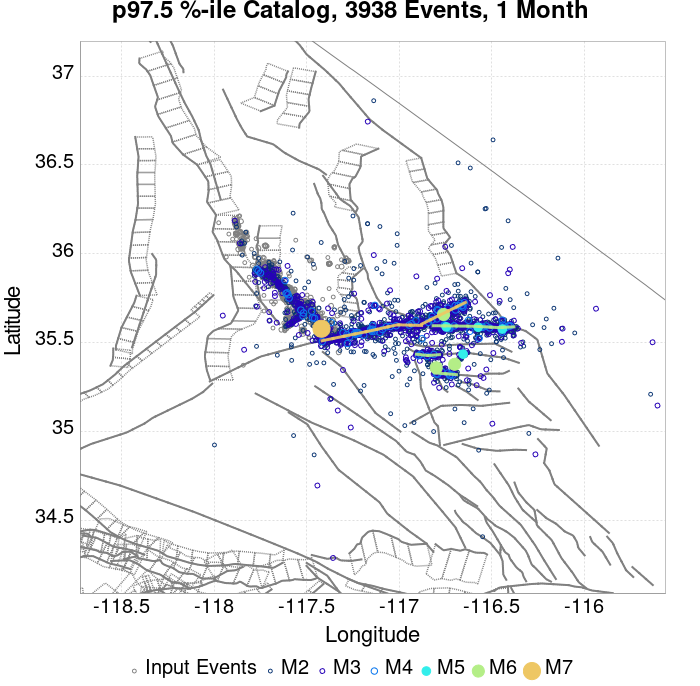 p97.5 %-ile Catalog, 3938 Events, 1 Month
37
36.5
36
35.5
35
34.5
Latitude
-118.5 -118 -117.5 -117 -116.5 -116
Longitude
Input Events M2 M3 M4 M5 M6 M7